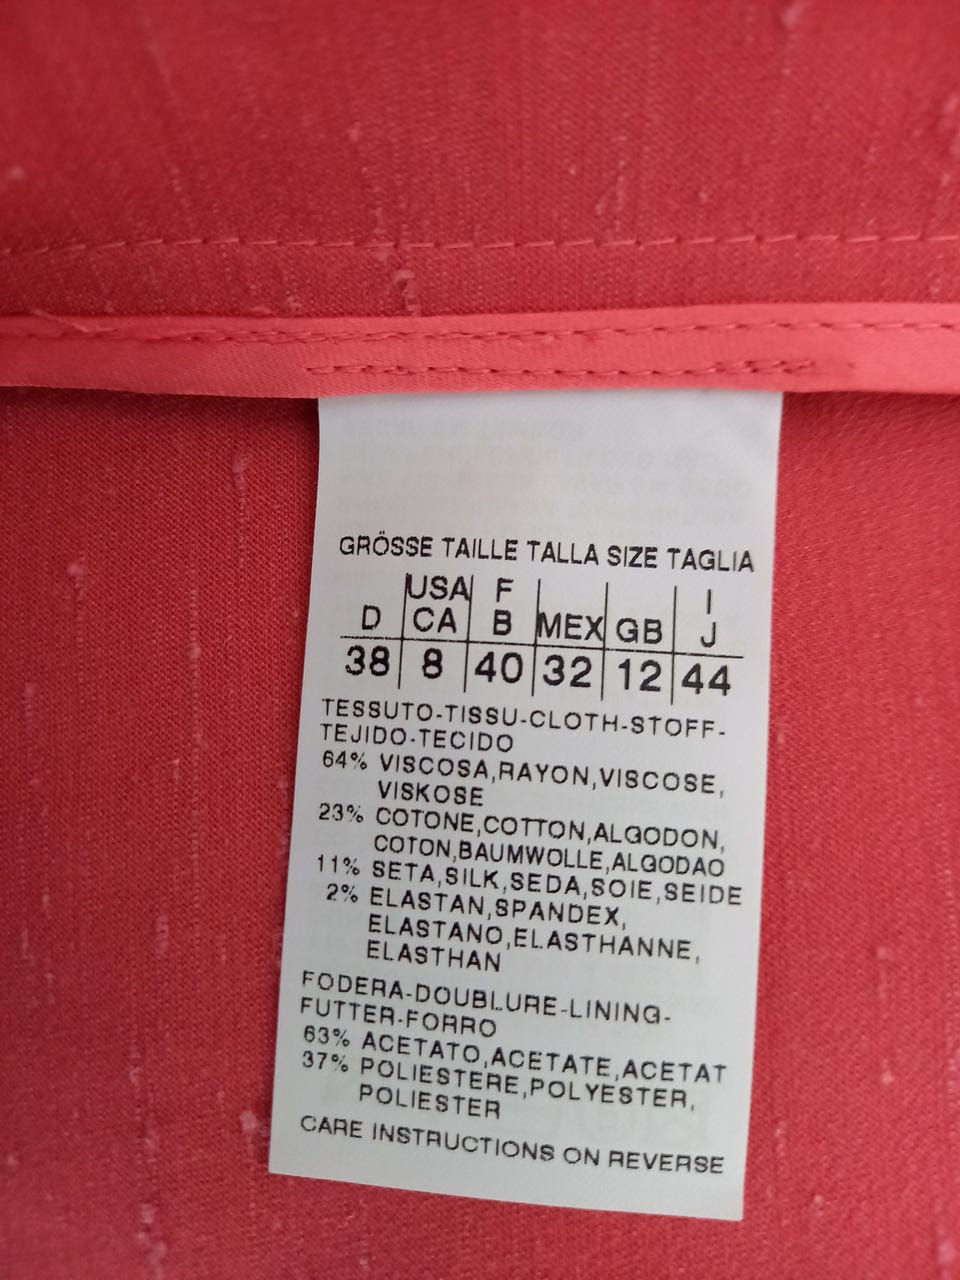 GRÖSSE TAILLE TALLA SIZE TAGLIA
D USA CA F B MEX GB I J
38 8 40 32 12 44
TESSUTO-TISSU-CLOTH-STOFF-
TEJIDO-TECIDO
64% VISCOSA,RAYON,VISCOSE,
VISKOSE
23% COTONE,COTTON,ALGODON,
COTON,BAUMWOLLE,ALGODAO
11% SETA,SILK,SEDA,SOIE,SEIDE
2% ELASTAN,SPANDEX,
ELASTANO,ELASTHANNE,
ELASTHAN
FODERA-DOUBLURE-LINING-
FUTTER-FORRO
63% ACETATO,ACETATE,ACETAT
37% POLIESTERE,POLYESTER,
POLIESTER
CARE INSTRUCTIONS ON REVERSE